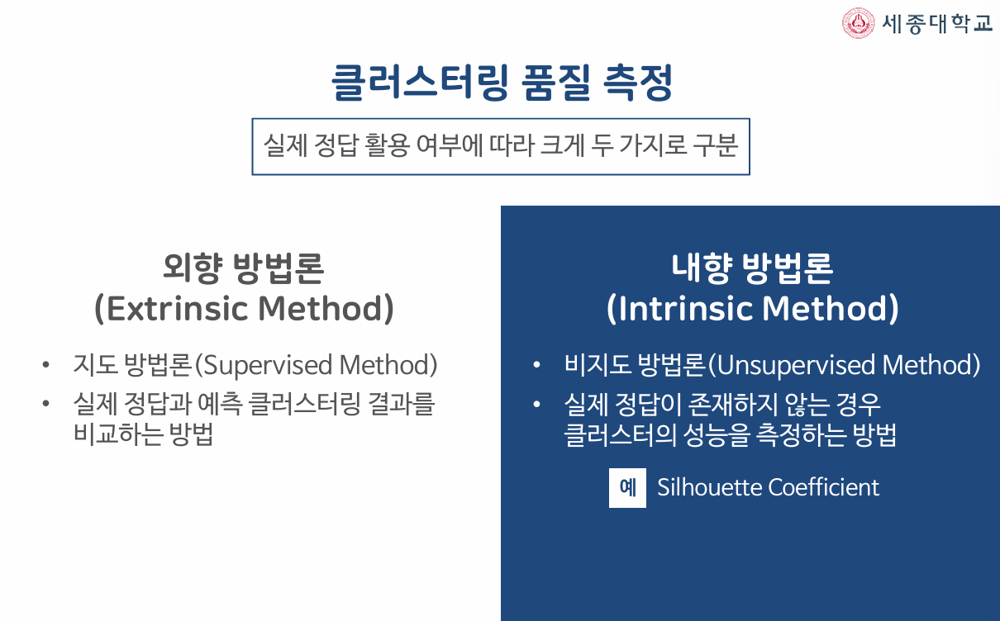 세종대학교
클러스터링 품질 측정
실제 정답 활용 여부에 따라 크게 두 가지로 구분
외향 방법론
(Extrinsic Method)
• 지도 방법론(Supervised Method)
• 실제 정답과 예측 클러스터링 결과를
비교하는 방법
내향 방법론
(Intrinsic Method)
• 비지도 방법론(Unsupervised Method)
• 실제 정답이 존재하지 않는 경우
클러스터의 성능을 측정하는 방법
예 Silhouette Coefficient